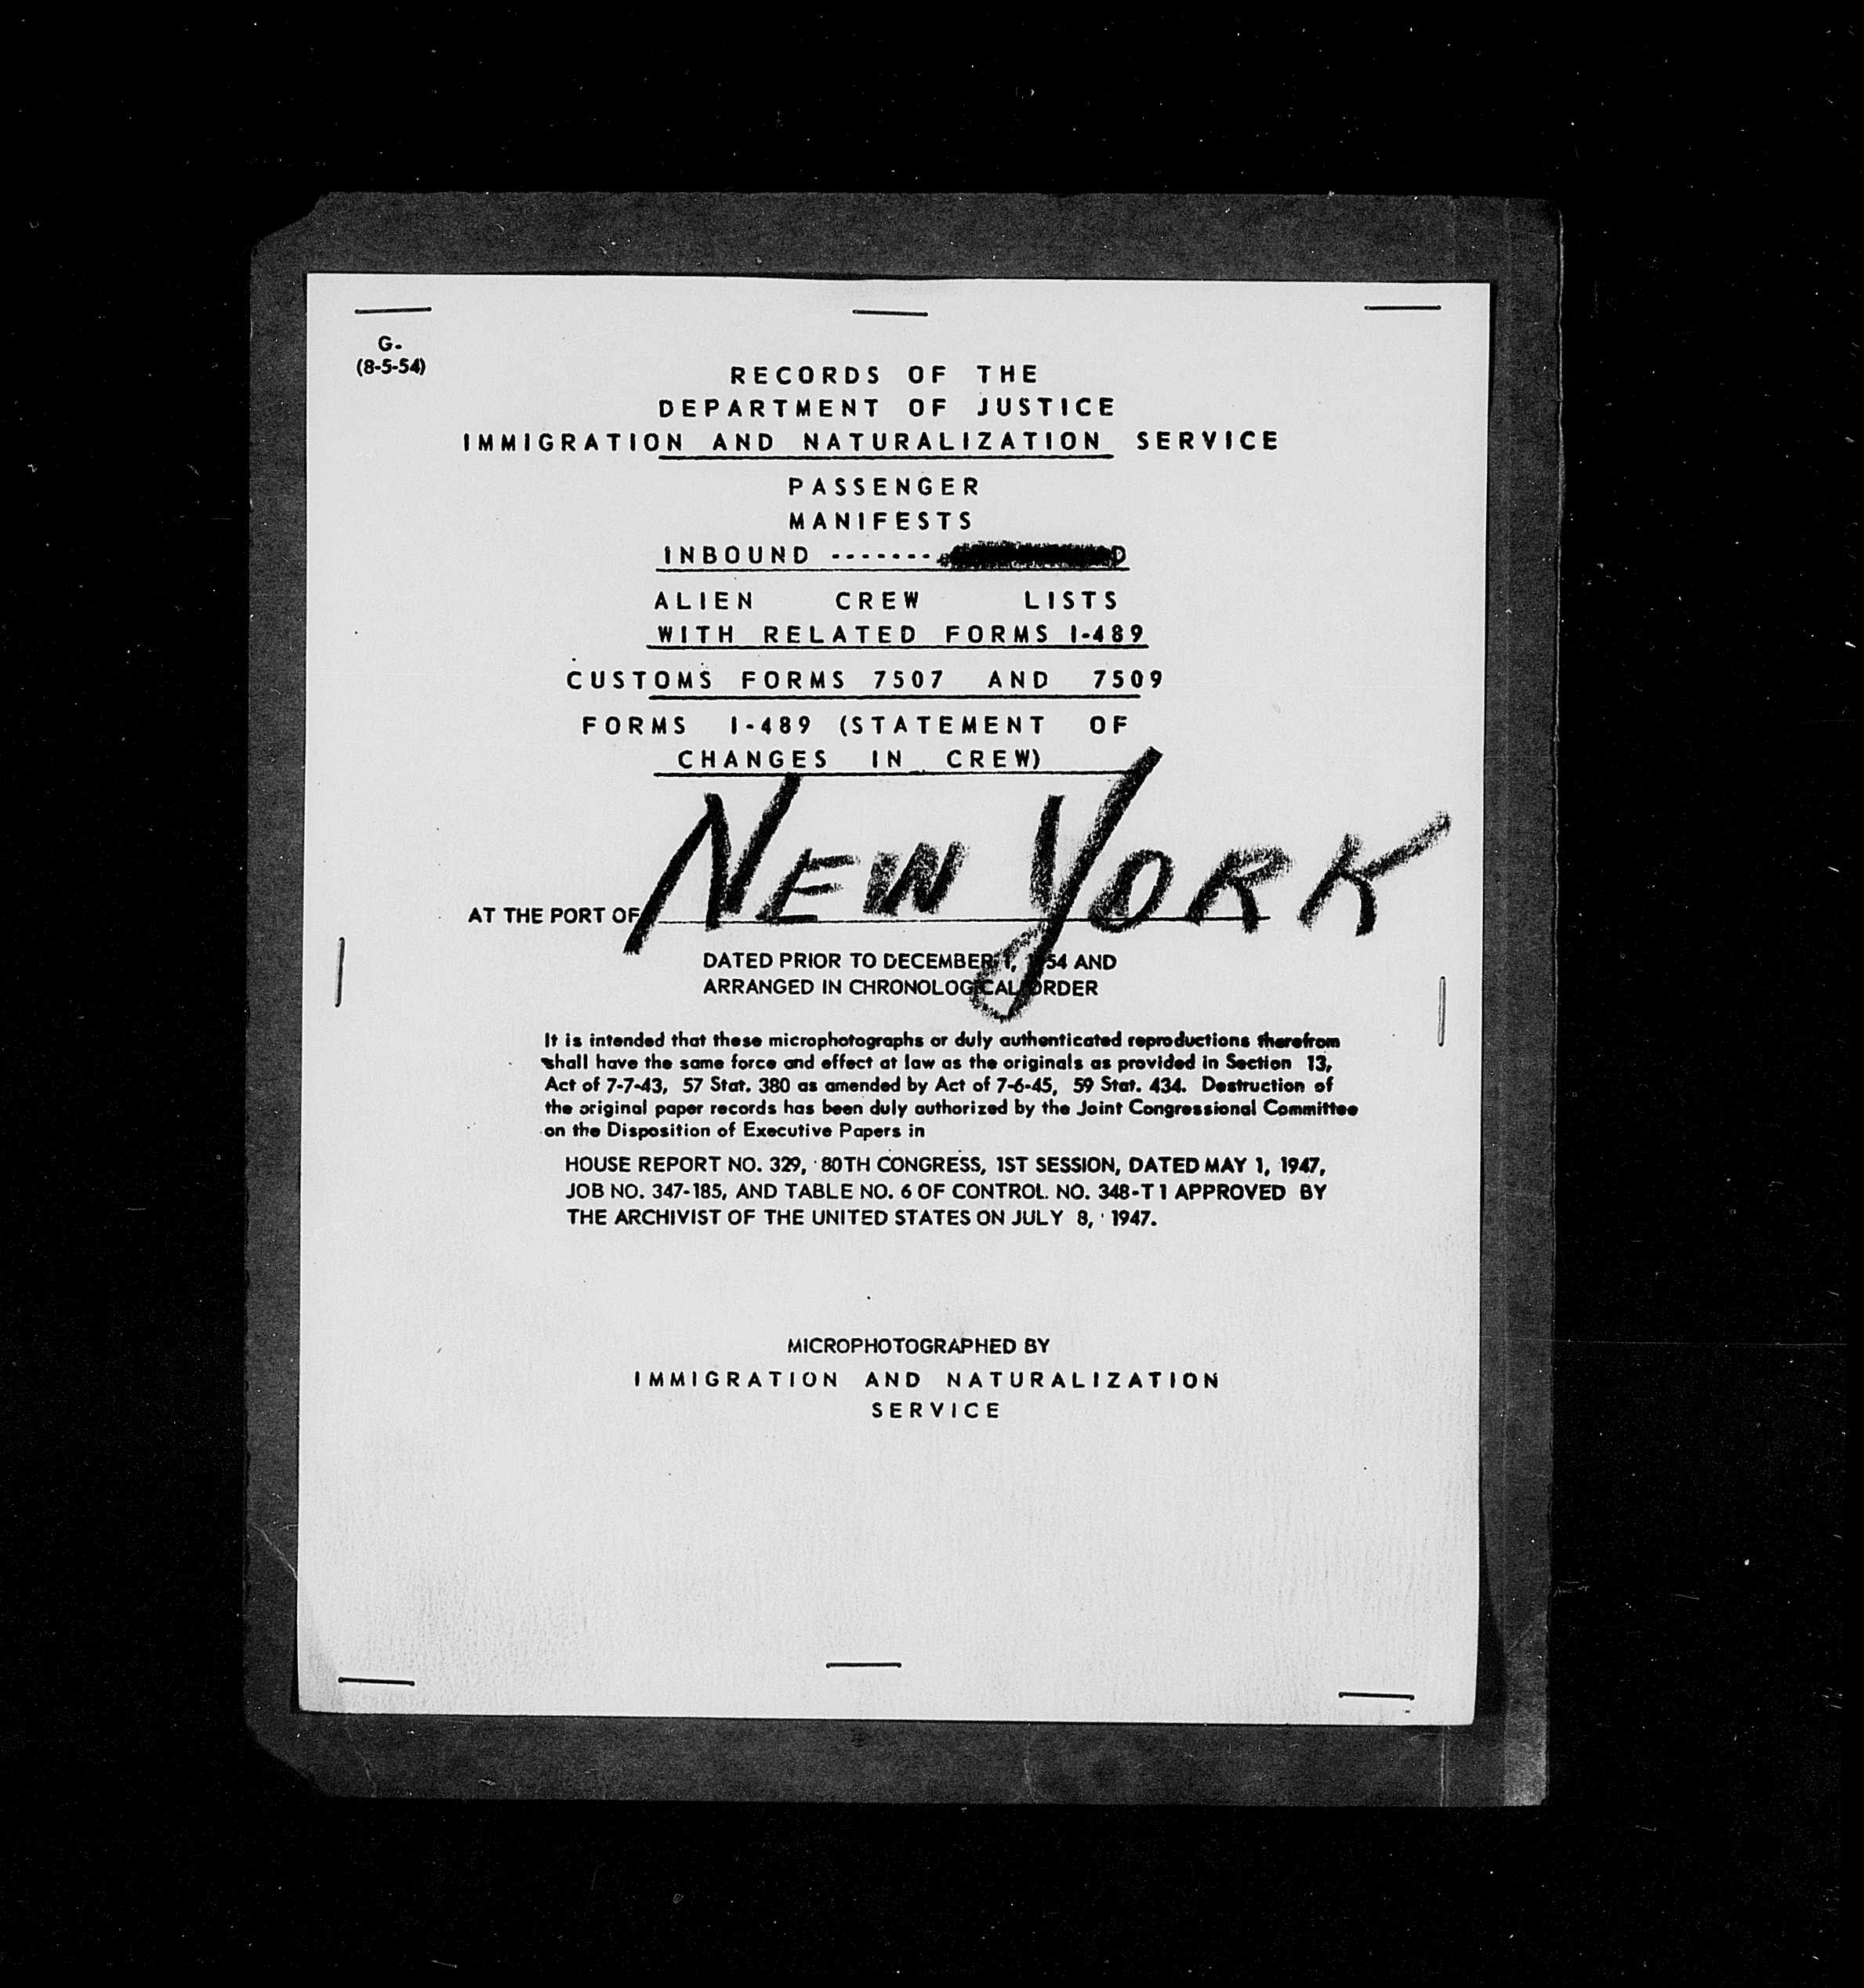 G.
(8-5-54)
RECORDS OF THE
DEPARTMENT OF JUSTICE
IMMIGRATION AND NATURALIZATION SERVICE
PASSENGER
MANIFESTS
INBOUND -------
ALIEN CREW LISTS
WITH RELATED FORMS I-489
CUSTOMS FORMS 7507 AND 7509
FORMS I-489 (STATEMENT OF
CHANGES IN CREW)
AT THE PORT OF NEW YORK
DATED PRIOR TO DECEMBER 1, 1954 AND
ARRANGED IN CHRONOLOGICAL ORDER
It is intended that these microphotographs or duly authenticated reproductions therefrom
shall have the same force and effect at law as the originals as provided in Section 13,
Act of 7-7-43, 57 Stat. 380 as amended by Act of 7-6-45, 59 Stat. 434. Destruction of
the original paper records has been duly authorized by the Joint Congressional Committee
on the Disposition of Executive Papers in
HOUSE REPORT NO. 329, 80TH CONGRESS, 1ST SESSION, DATED MAY 1, 1947,
JOB NO. 347-185, AND TABLE NO. 6 OF CONTROL. NO. 348-T1 APPROVED BY
THE ARCHIVIST OF THE UNITED STATES ON JULY 8, 1947.
MICROPHOTOGRAPHED BY
IMMIGRATION AND NATURALIZATION
SERVICE